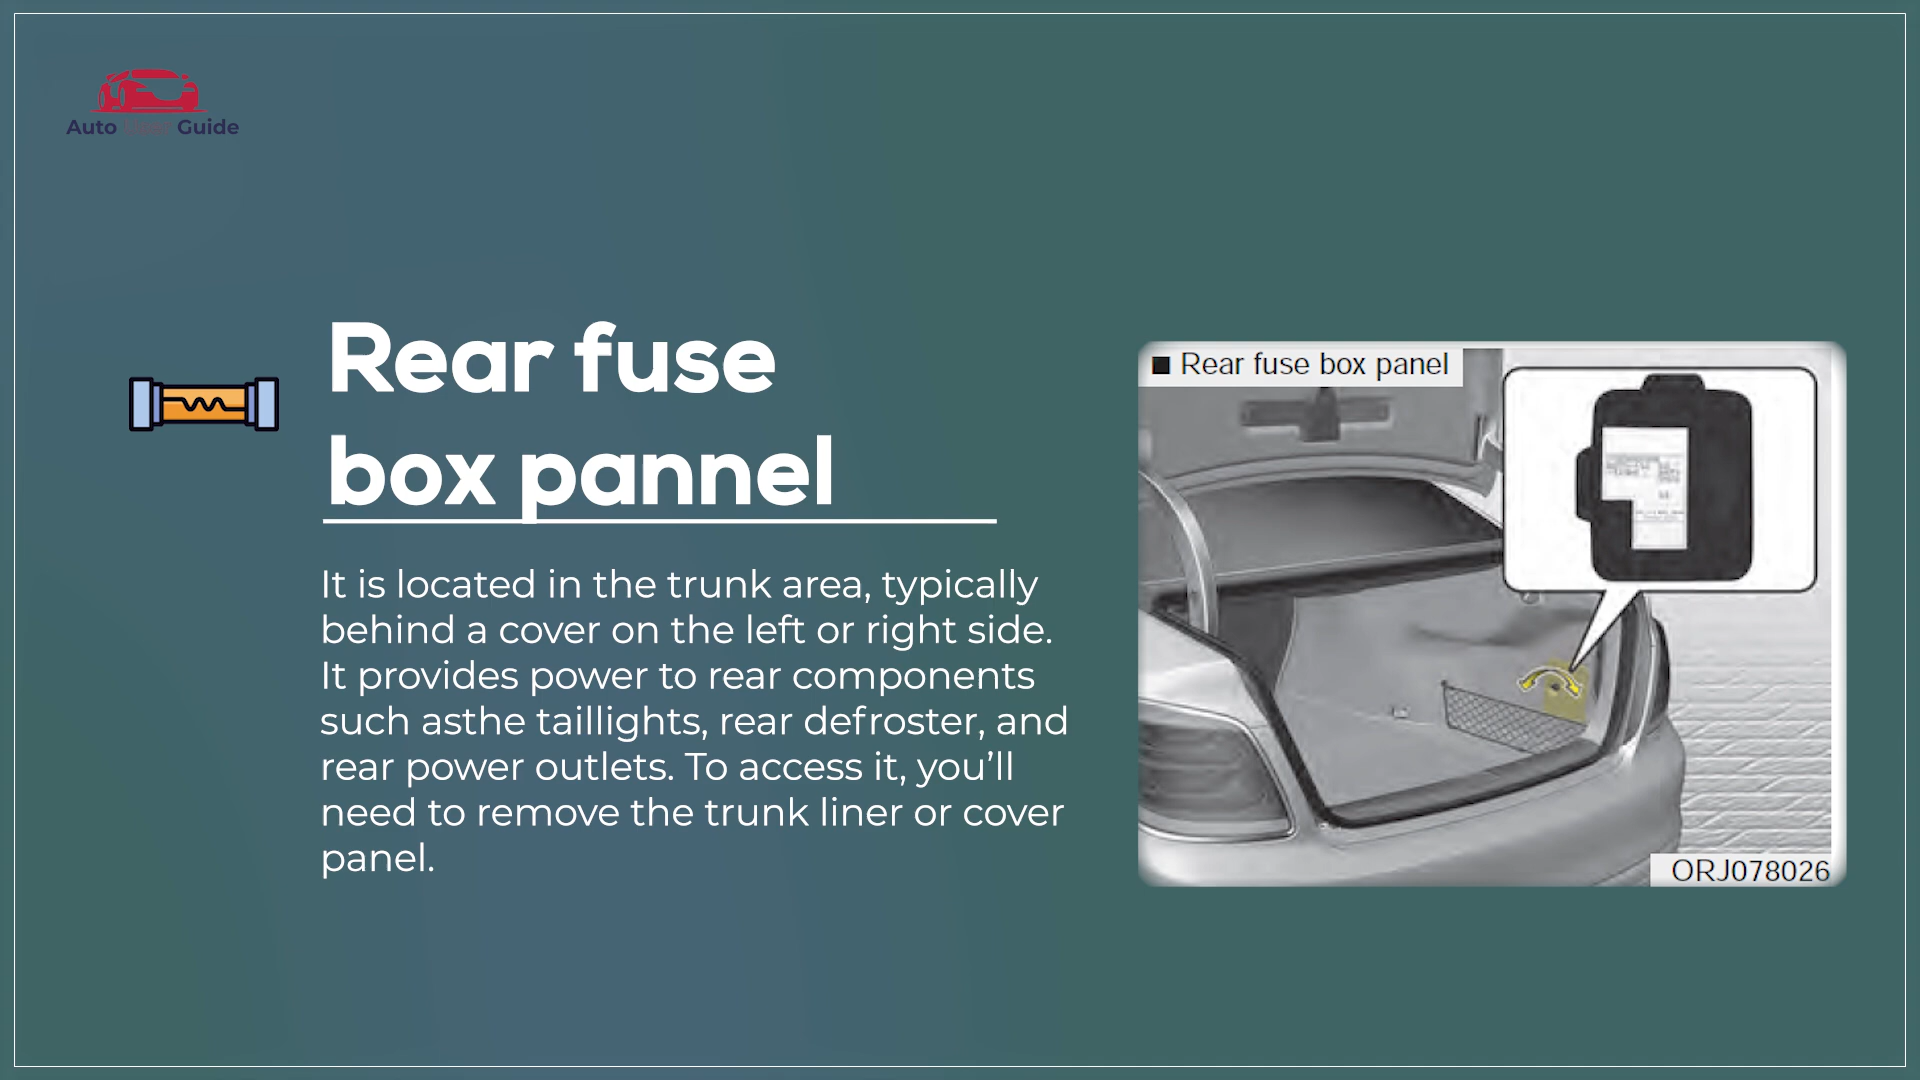 Auto User Guide
Rear fuse
box pannel
It is located in the trunk area, typically
behind a cover on the left or right side.
It provides power to rear components
such asthe taillights, rear defroster, and
rear power outlets. To access it, you’ll
need to remove the trunk liner or cover
panel.
■ Rear fuse box panel
ORJ078026